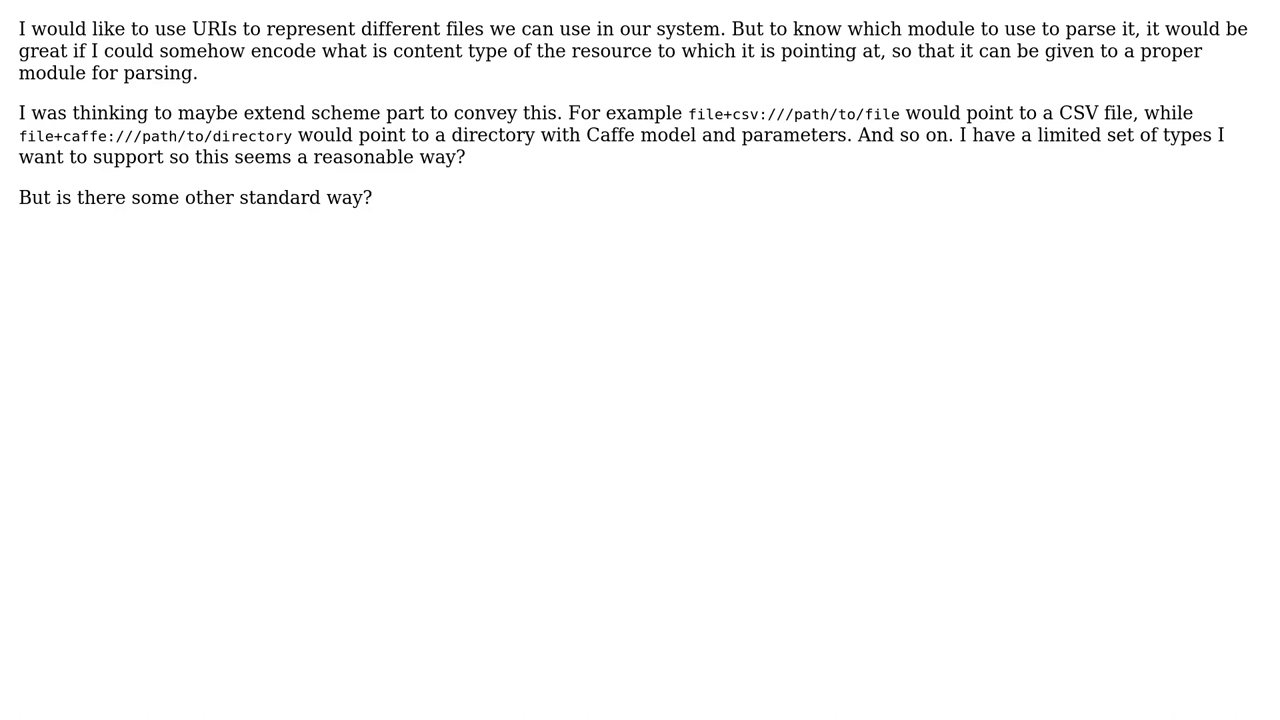 I would like to use URIs to represent different files we can use in our system. But to know which module to use to parse it, it would be
great if I could somehow encode what is content type of the resource to which it is pointing at, so that it can be given to a proper
module for parsing.
I was thinking to maybe extend scheme part to convey this. For example file+csv:///path/to/file would point to a CSV file, while
file+caffe:///path/to/directory would point to a directory with Caffe model and parameters. And so on. I have a limited set of types I
want to support so this seems a reasonable way?
But is there some other standard way?